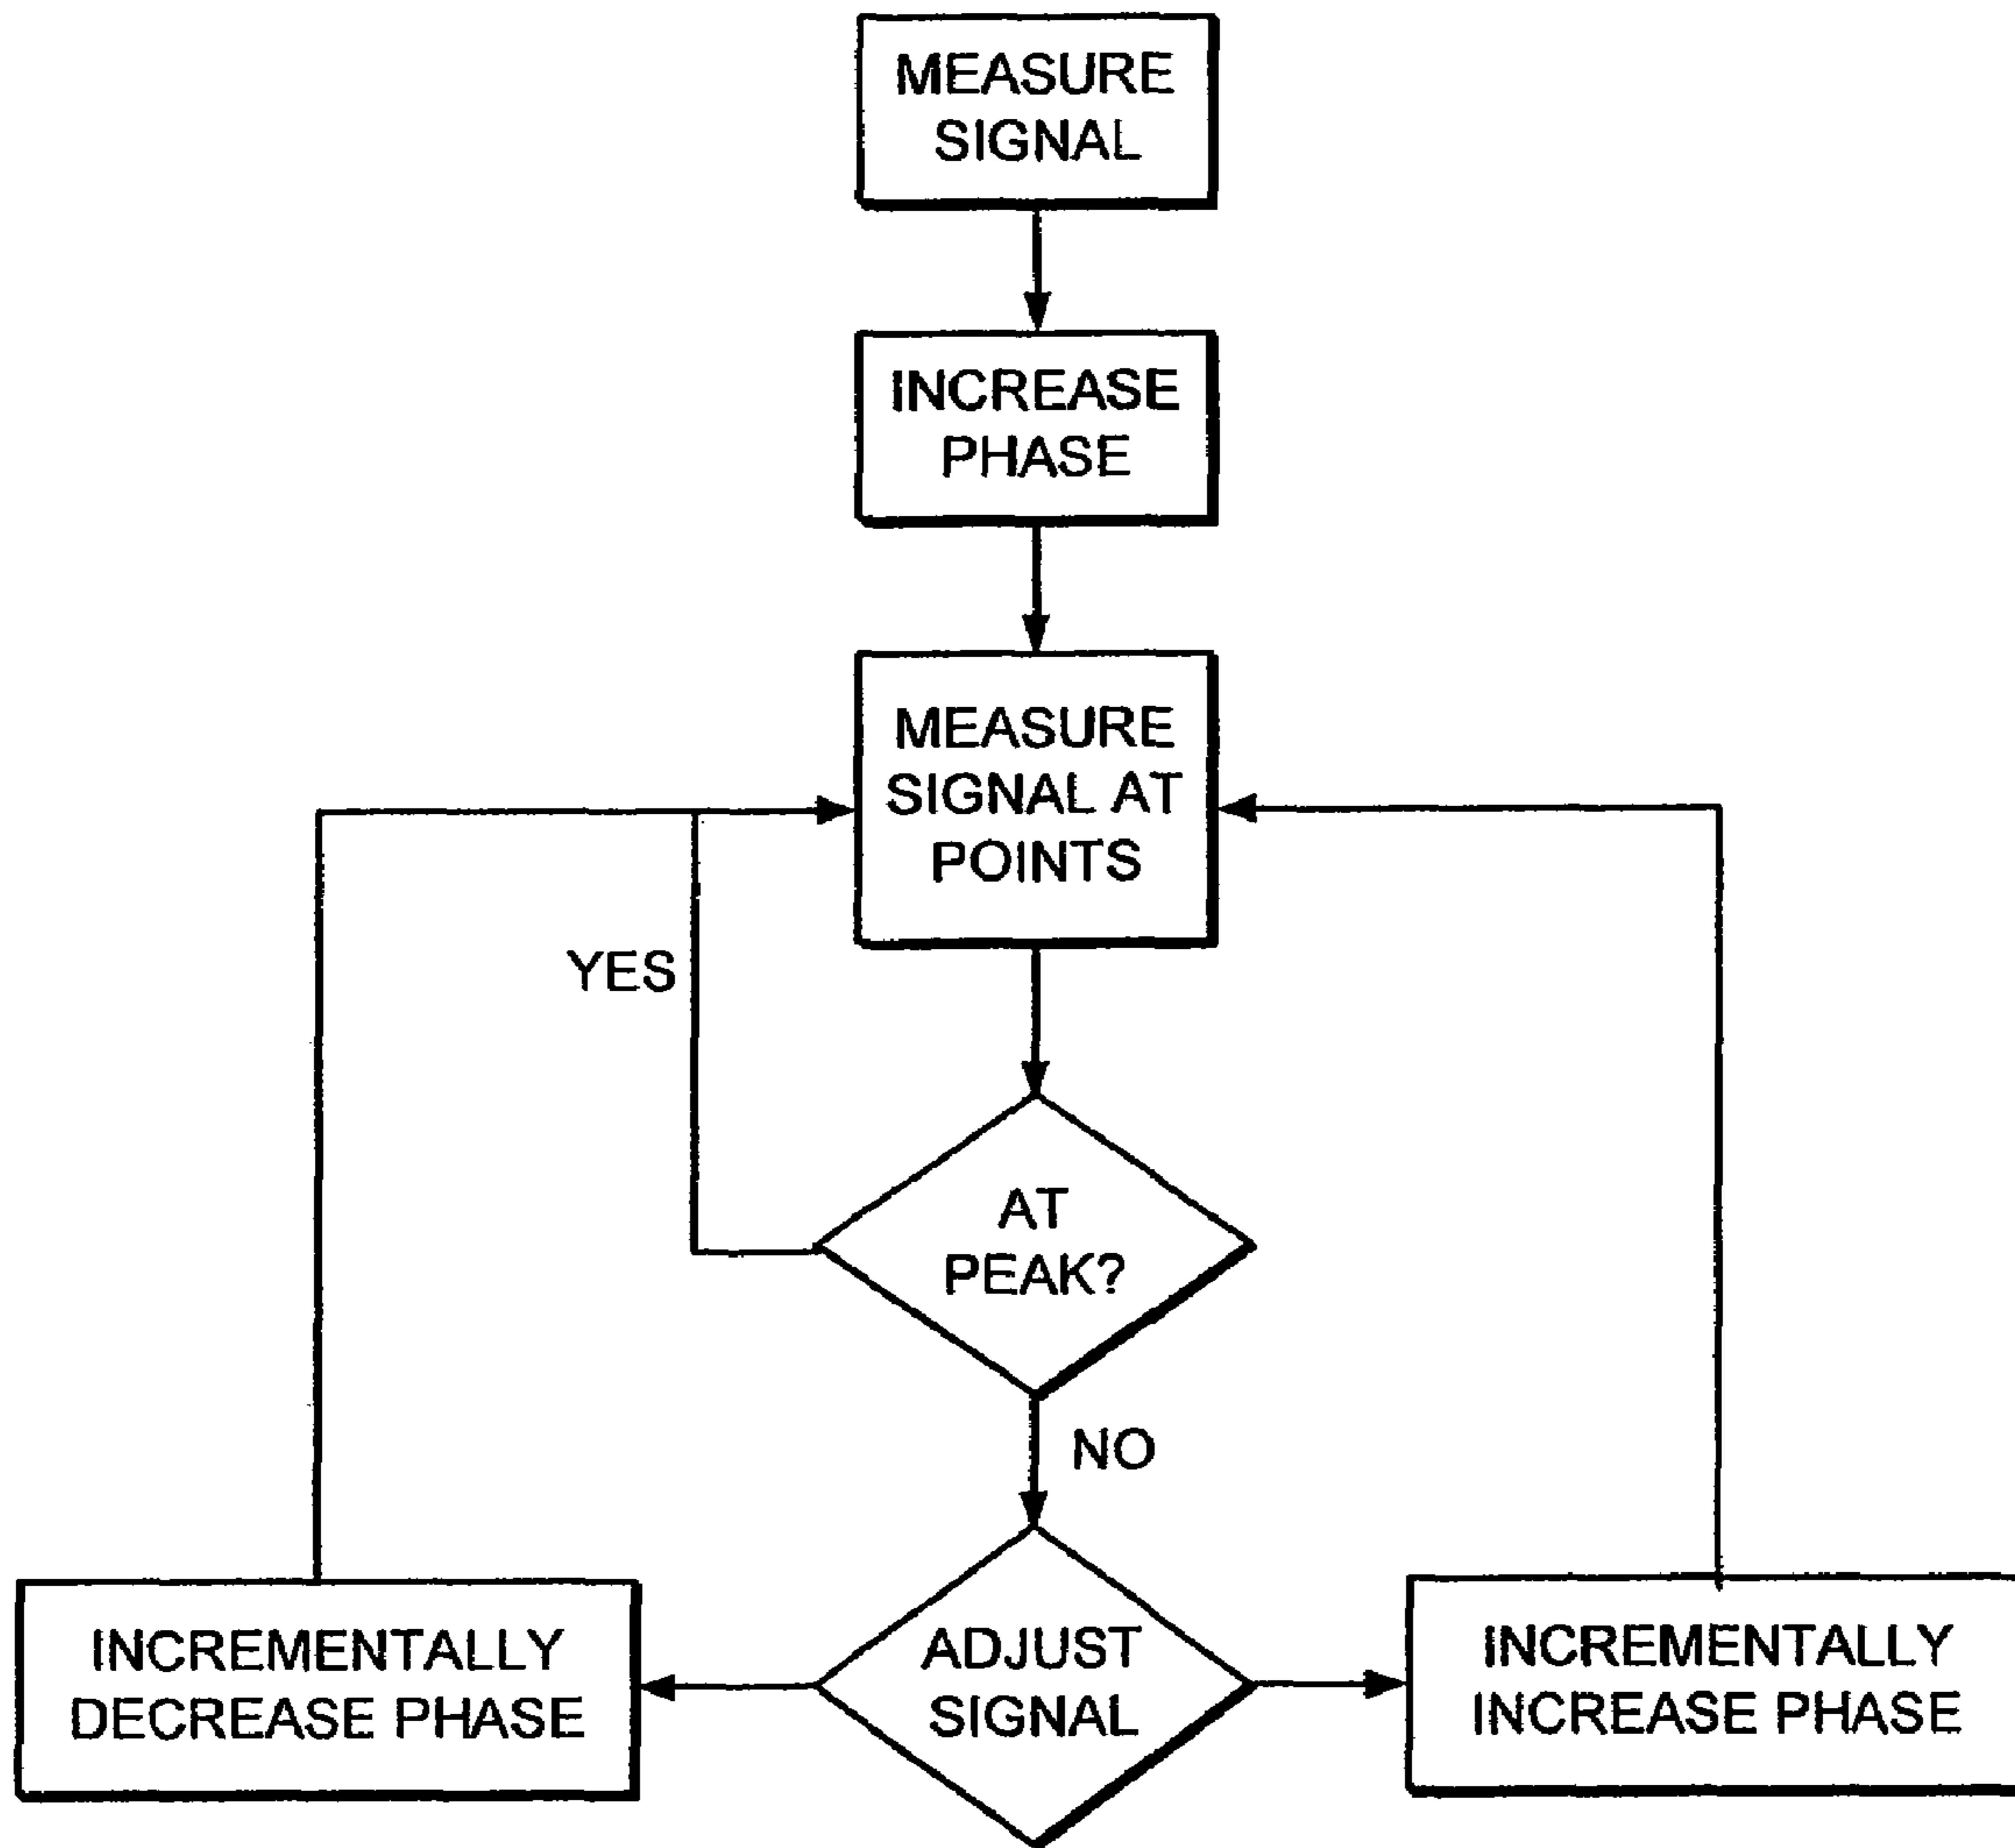 MEASURE
SIGNAL
INCREASE
PHASE
MEASURE
SIGNAL AT
POINTS
YES
AT
PEAK?
NO
INCREMENTALLY
DECREASE PHASE
ADJUST
SIGNAL
INCREMENTALLY
INCREASE PHASE